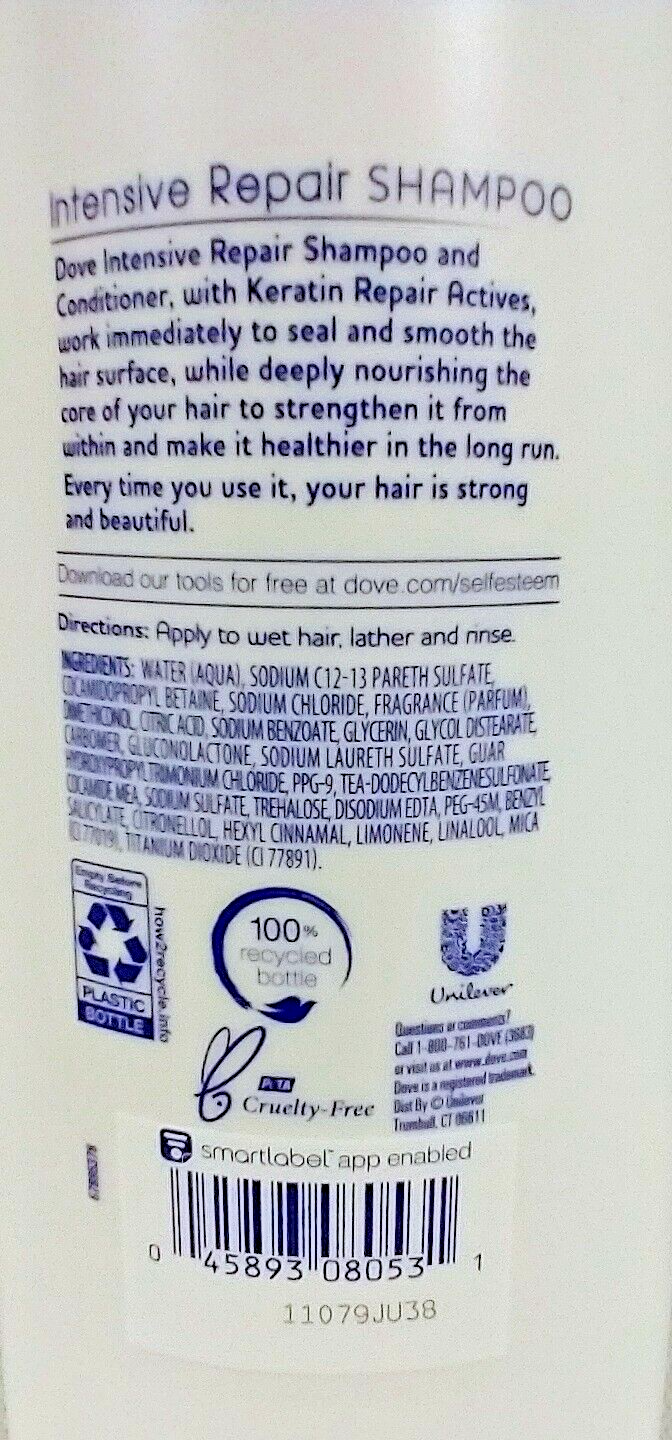 Intensive Repair SHAMPOO
Dove Intensive Repair Shampoo and
Conditioner, with Keratin Repair Actives,
work immediately to seal and smooth the
hair surface, while deeply nourishing the
core of your hair to strengthen it from
within and make it healthier in the long run.
Every time you use it, your hair is strong
and beautiful.
Download our tools for free at dove.com/selfesteem
Directions: Apply to wet hair, lather and rinse.
INGREDIENTS: WATER (AQUA), SODIUM C12-13 PARETH SULFATE,
COCAMIDOPROPYL BETAINE, SODIUM CHLORIDE, FRAGRANCE (PARFUM),
DIMETHICONOL, CITRIC ACID, SODIUM BENZOATE, GLYCERIN, GLYCOL DISTEARATE,
CARBOMER, GLUCONOLACTONE, SODIUM LAURETH SULFATE, GUAR
HYDROXYPROPYLTRIMONIUM CHLORIDE, PPG-9, TEA-DODECYLBENZENESULFONATE,
COCAMIDE MEA, SODIUM SULFATE, TREHALOSE, DISODIUM EDTA, PEG-45M, BENZYL
SALICYLATE, CITRONELLOL, HEXYL CINNAMAL, LIMONENE, LINALOOL, MICA
(CI 77019), TITANIUM DIOXIDE (CI 77891).
Empty Before
Recycling
PLASTIC
BOTTLE
how2recycle.info
100%
recycled
bottle
Unilever
PETA
Cruelty-Free
Questions or comments?
Call 1-800-761-DOVE (3683)
or visit us at www.dove.com
Dove is a registered trademark.
Dist By © Unilever
Trumbull, CT 06611
smartlabel™ app enabled
0 45893 08053 1
11079JU38